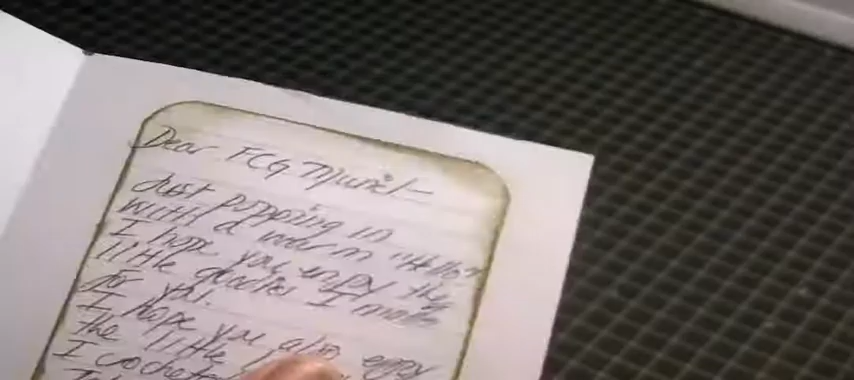 Dear FCG Muriel-
Just popping in
with a warm "Hello"
I hope you enjoy the
little goodies I made
for you.
I hope you also enjoy
the little
I crocheted